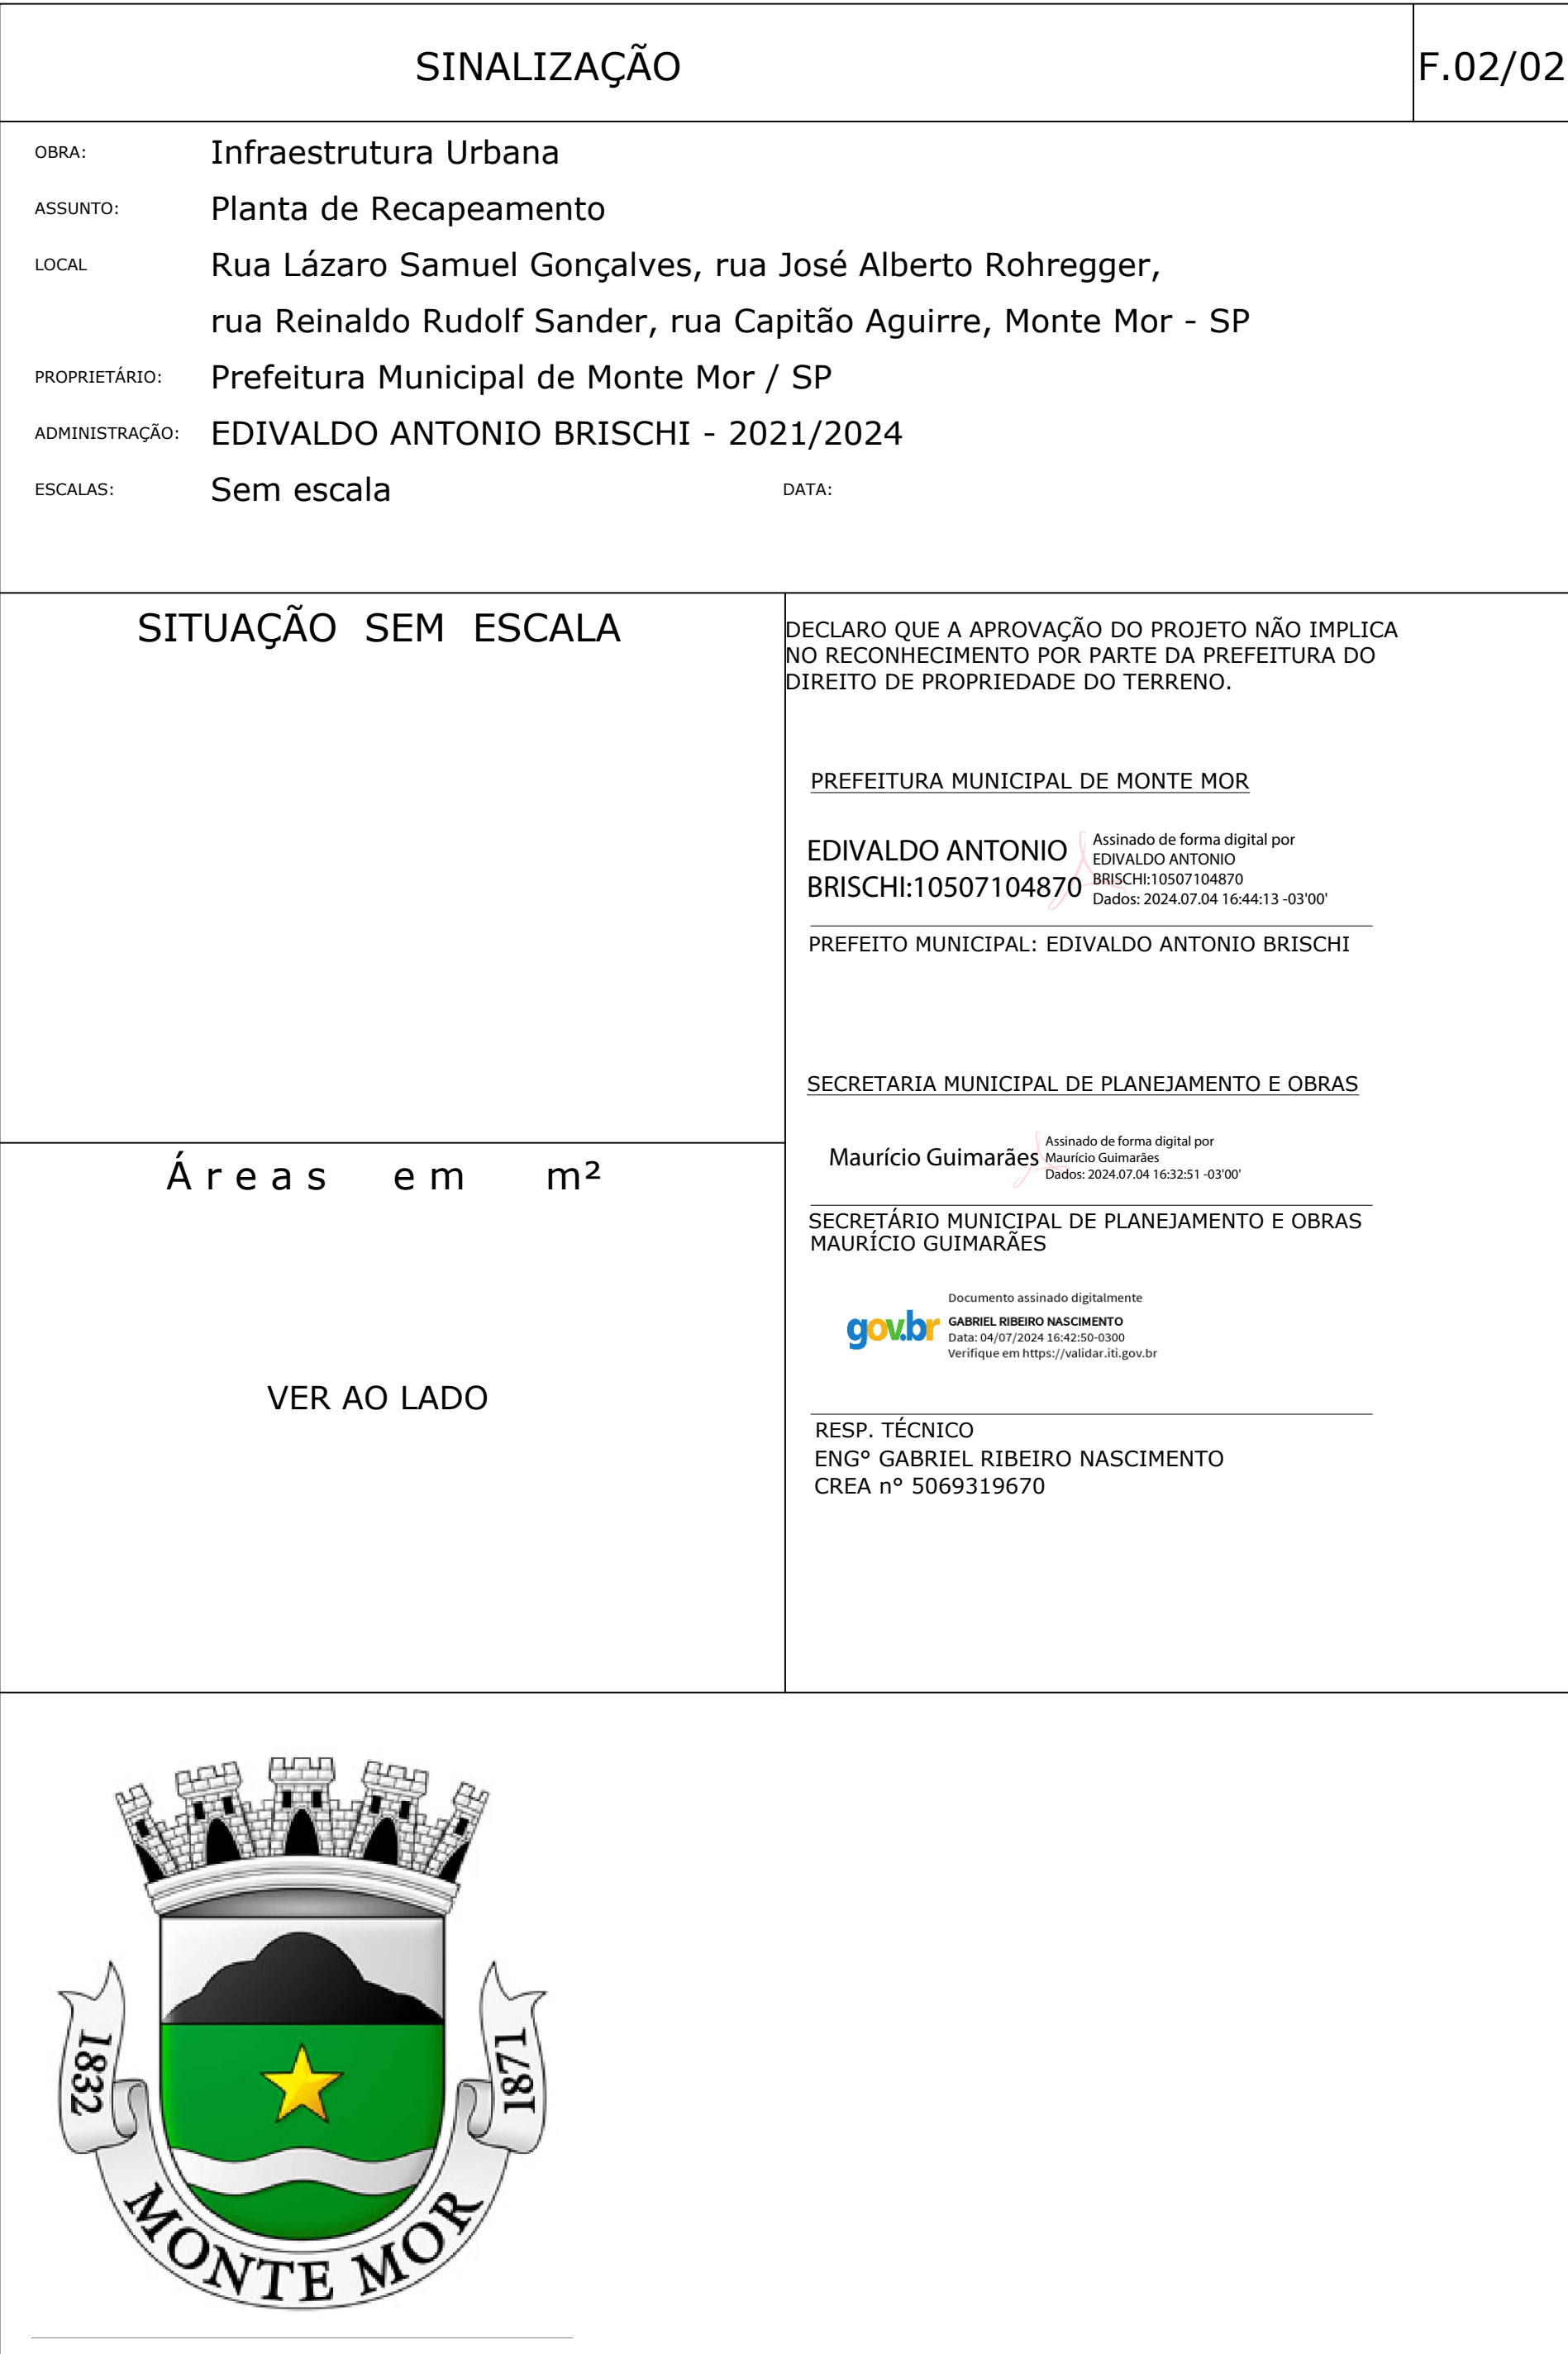 SINALIZAÇÃO
F.02/02
OBRA: Infraestrutura Urbana
ASSUNTO: Planta de Recapeamento
LOCAL Rua Lázaro Samuel Gonçalves, rua José Alberto Rohregger,
rua Reinaldo Rudolf Sander, rua Capitão Aguirre, Monte Mor - SP
PROPRIETÁRIO: Prefeitura Municipal de Monte Mor / SP
ADMINISTRAÇÃO: EDIVALDO ANTONIO BRISCHI - 2021/2024
ESCALAS: Sem escala DATA:
SITUAÇÃO SEM ESCALA
Áreas em m²
VER AO LADO
DECLARO QUE A APROVAÇÃO DO PROJETO NÃO IMPLICA
NO RECONHECIMENTO POR PARTE DA PREFEITURA DO
DIREITO DE PROPRIEDADE DO TERRENO.
PREFEITURA MUNICIPAL DE MONTE MOR
EDIVALDO ANTONIO
BRISCHI:10507104870
Assinado de forma digital por
EDIVALDO ANTONIO
BRISCHI:10507104870
Dados: 2024.07.04 16:44:13 -03'00'
PREFEITO MUNICIPAL: EDIVALDO ANTONIO BRISCHI
SECRETARIA MUNICIPAL DE PLANEJAMENTO E OBRAS
Maurício Guimarães
Assinado de forma digital por
Maurício Guimarães
Dados: 2024.07.04 16:32:51 -03'00'
SECRETÁRIO MUNICIPAL DE PLANEJAMENTO E OBRAS
MAURÍCIO GUIMARÃES
gov.br
Documento assinado digitalmente
GABRIEL RIBEIRO NASCIMENTO
Data: 04/07/2024 16:42:50-0300
Verifique em https://validar.iti.gov.br
RESP. TÉCNICO
ENGº GABRIEL RIBEIRO NASCIMENTO
CREA nº 5069319670
1832
1871
MONTE MOR